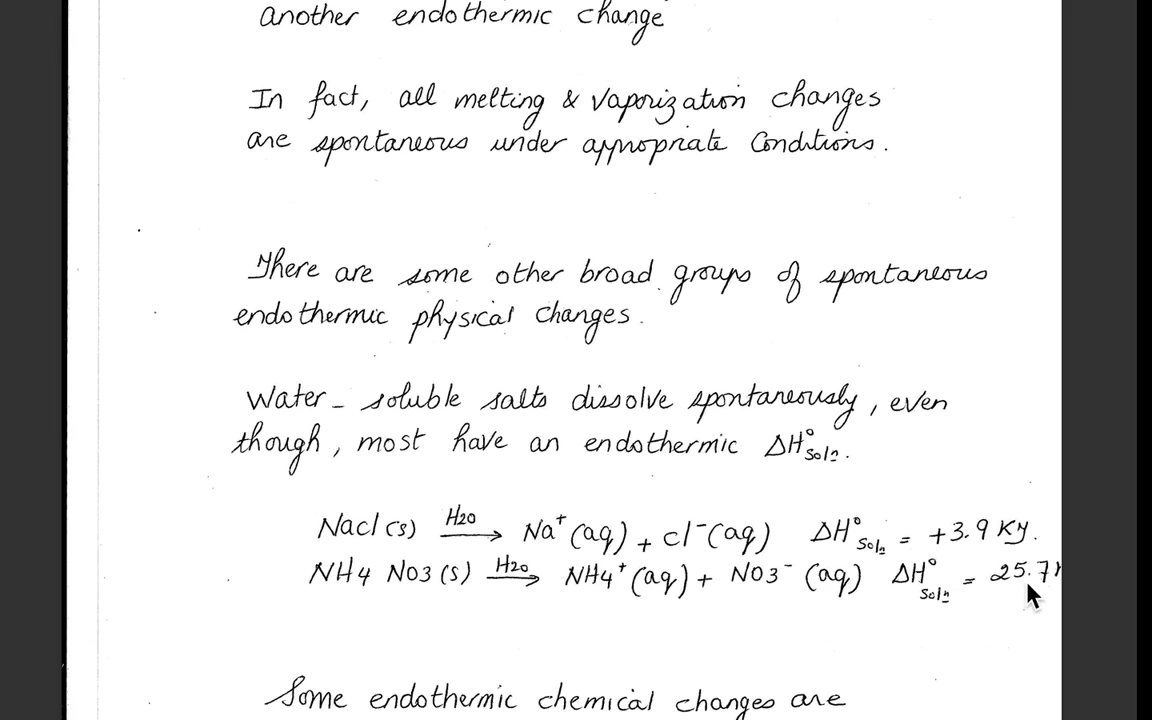 another endothermic change
In fact, all melting & vaporization changes
are spontaneous under appropriate conditions.
There are some other broad groups of spontaneous
endothermic physical changes.
Water-soluble salts dissolve spontaneously, even
though, most have an endothermic ΔH°soln.
NaCl(s) H2O→ Na⁺(aq) + Cl⁻(aq) ΔH°soln = +3.9 KJ.
NH4 NO3(s) H2O→ NH4⁺(aq) + NO3⁻(aq) ΔH°soln = 25.7
Some endothermic chemical changes are